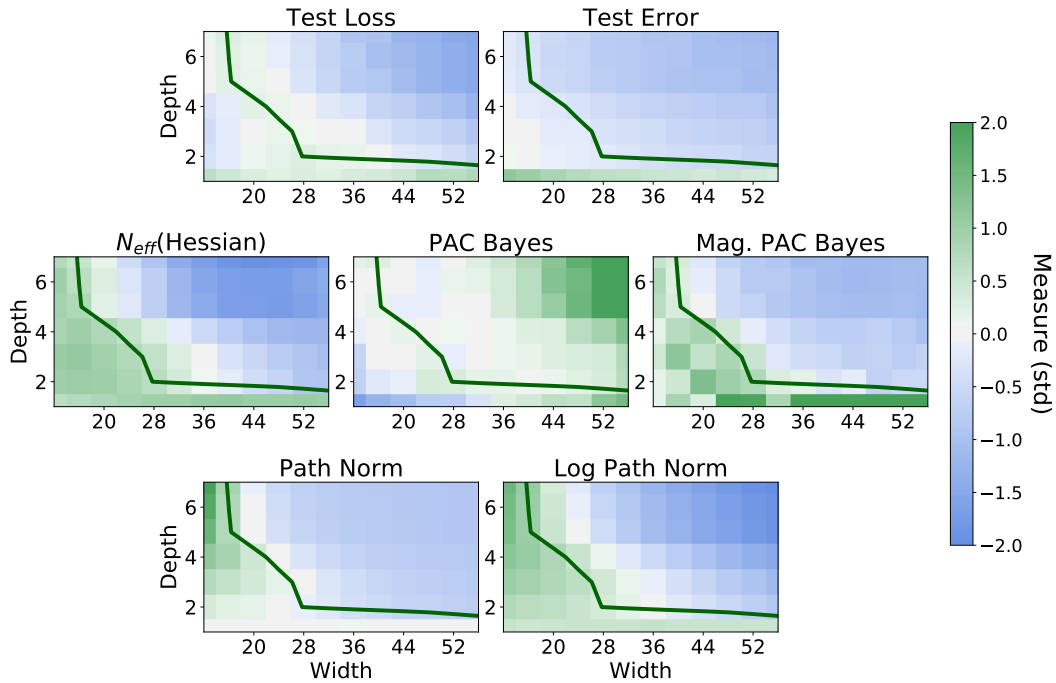 Test Loss
Test Error
Depth
6
4
2
20 28 36 44 52
6
4
2
20 28 36 44 52
N_eff(Hessian)
PAC Bayes
Mag. PAC Bayes
Depth
6
4
2
20 28 36 44 52
6
4
2
20 28 36 44 52
6
4
2
20 28 36 44 52
Path Norm
Log Path Norm
Depth
6
4
2
20 28 36 44 52
Width
6
4
2
20 28 36 44 52
Width
2.0
1.5
1.0
0.5
0.0
−0.5
−1.0
−1.5
−2.0
Measure (std)